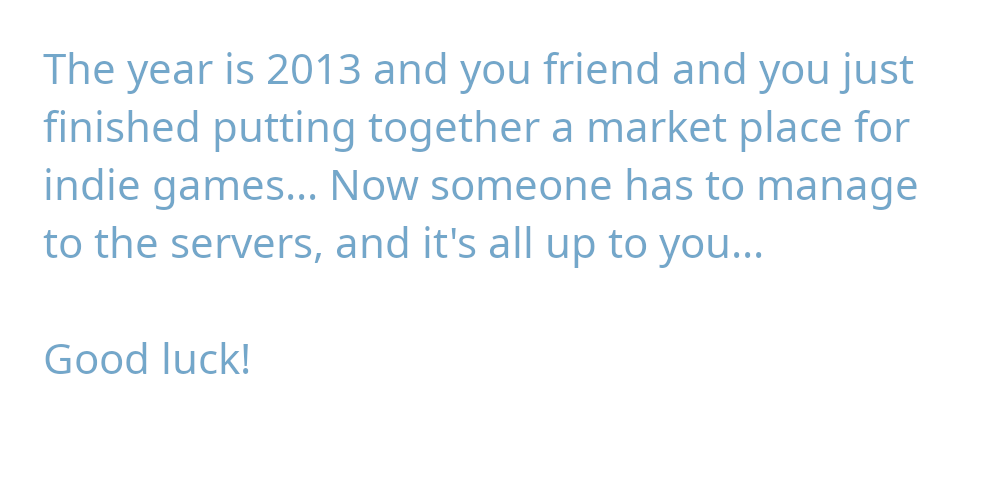 The year is 2013 and you friend and you just
finished putting together a market place for
indie games... Now someone has to manage
to the servers, and it's all up to you...
Good luck!